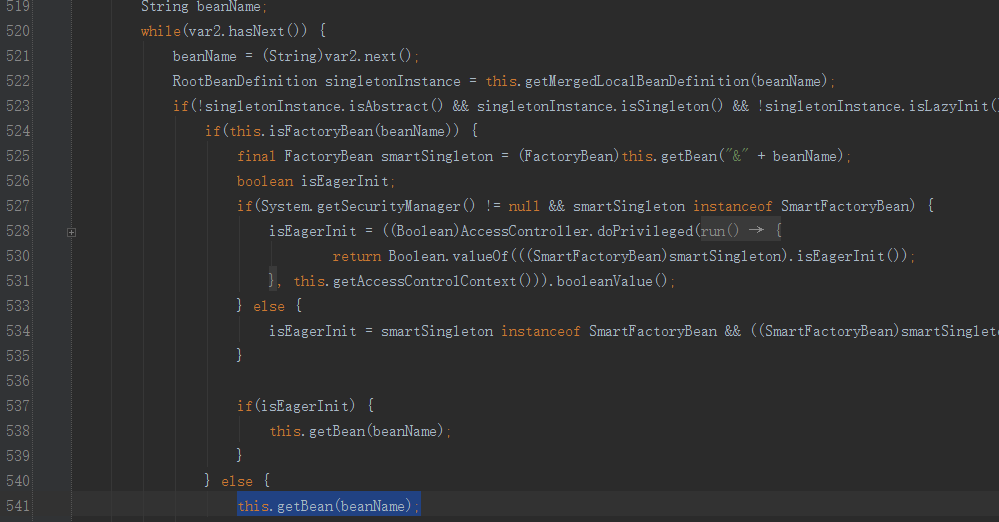 519 String beanName;
520 while(var2.hasNext()) {
521 beanName = (String)var2.next();
522 RootBeanDefinition singletonInstance = this.getMergedLocalBeanDefinition(beanName);
523 if(!singletonInstance.isAbstract() && singletonInstance.isSingleton() && !singletonInstance.isLazyInit(
524 if(this.isFactoryBean(beanName)) {
525 final FactoryBean smartSingleton = (FactoryBean)this.getBean("&" + beanName);
526 boolean isEagerInit;
527 if(System.getSecurityManager() != null && smartSingleton instanceof SmartFactoryBean) {
528 isEagerInit = ((Boolean)AccessController.doPrivileged(run() → {
530 return Boolean.valueOf(((SmartFactoryBean)smartSingleton).isEagerInit());
531 }, this.getAccessControlContext())).booleanValue();
533 } else {
534 isEagerInit = smartSingleton instanceof SmartFactoryBean && ((SmartFactoryBean)smartSinglet
535 }
536
537 if(isEagerInit) {
538 this.getBean(beanName);
539 }
540 } else {
541 this.getBean(beanName);